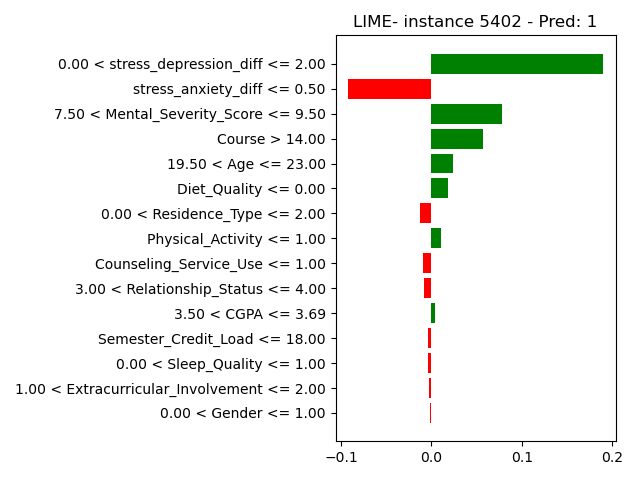 LIME- instance 5402 - Pred: 1
0.00 < stress_depression_diff <= 2.00
stress_anxiety_diff <= 0.50
7.50 < Mental_Severity_Score <= 9.50
Course > 14.00
19.50 < Age <= 23.00
Diet_Quality <= 0.00
0.00 < Residence_Type <= 2.00
Physical_Activity <= 1.00
Counseling_Service_Use <= 1.00
3.00 < Relationship_Status <= 4.00
3.50 < CGPA <= 3.69
Semester_Credit_Load <= 18.00
0.00 < Sleep_Quality <= 1.00
1.00 < Extracurricular_Involvement <= 2.00
0.00 < Gender <= 1.00
−0.1 0.0 0.1 0.2